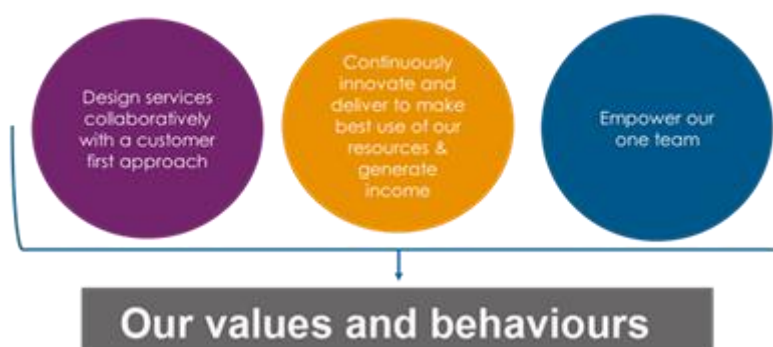 Design services
collaboratively
with a customer
first approach
Continuously
innovate and
deliver to make
best use of our
resources &
generate
income
Empower our
one team
Our values and behaviours